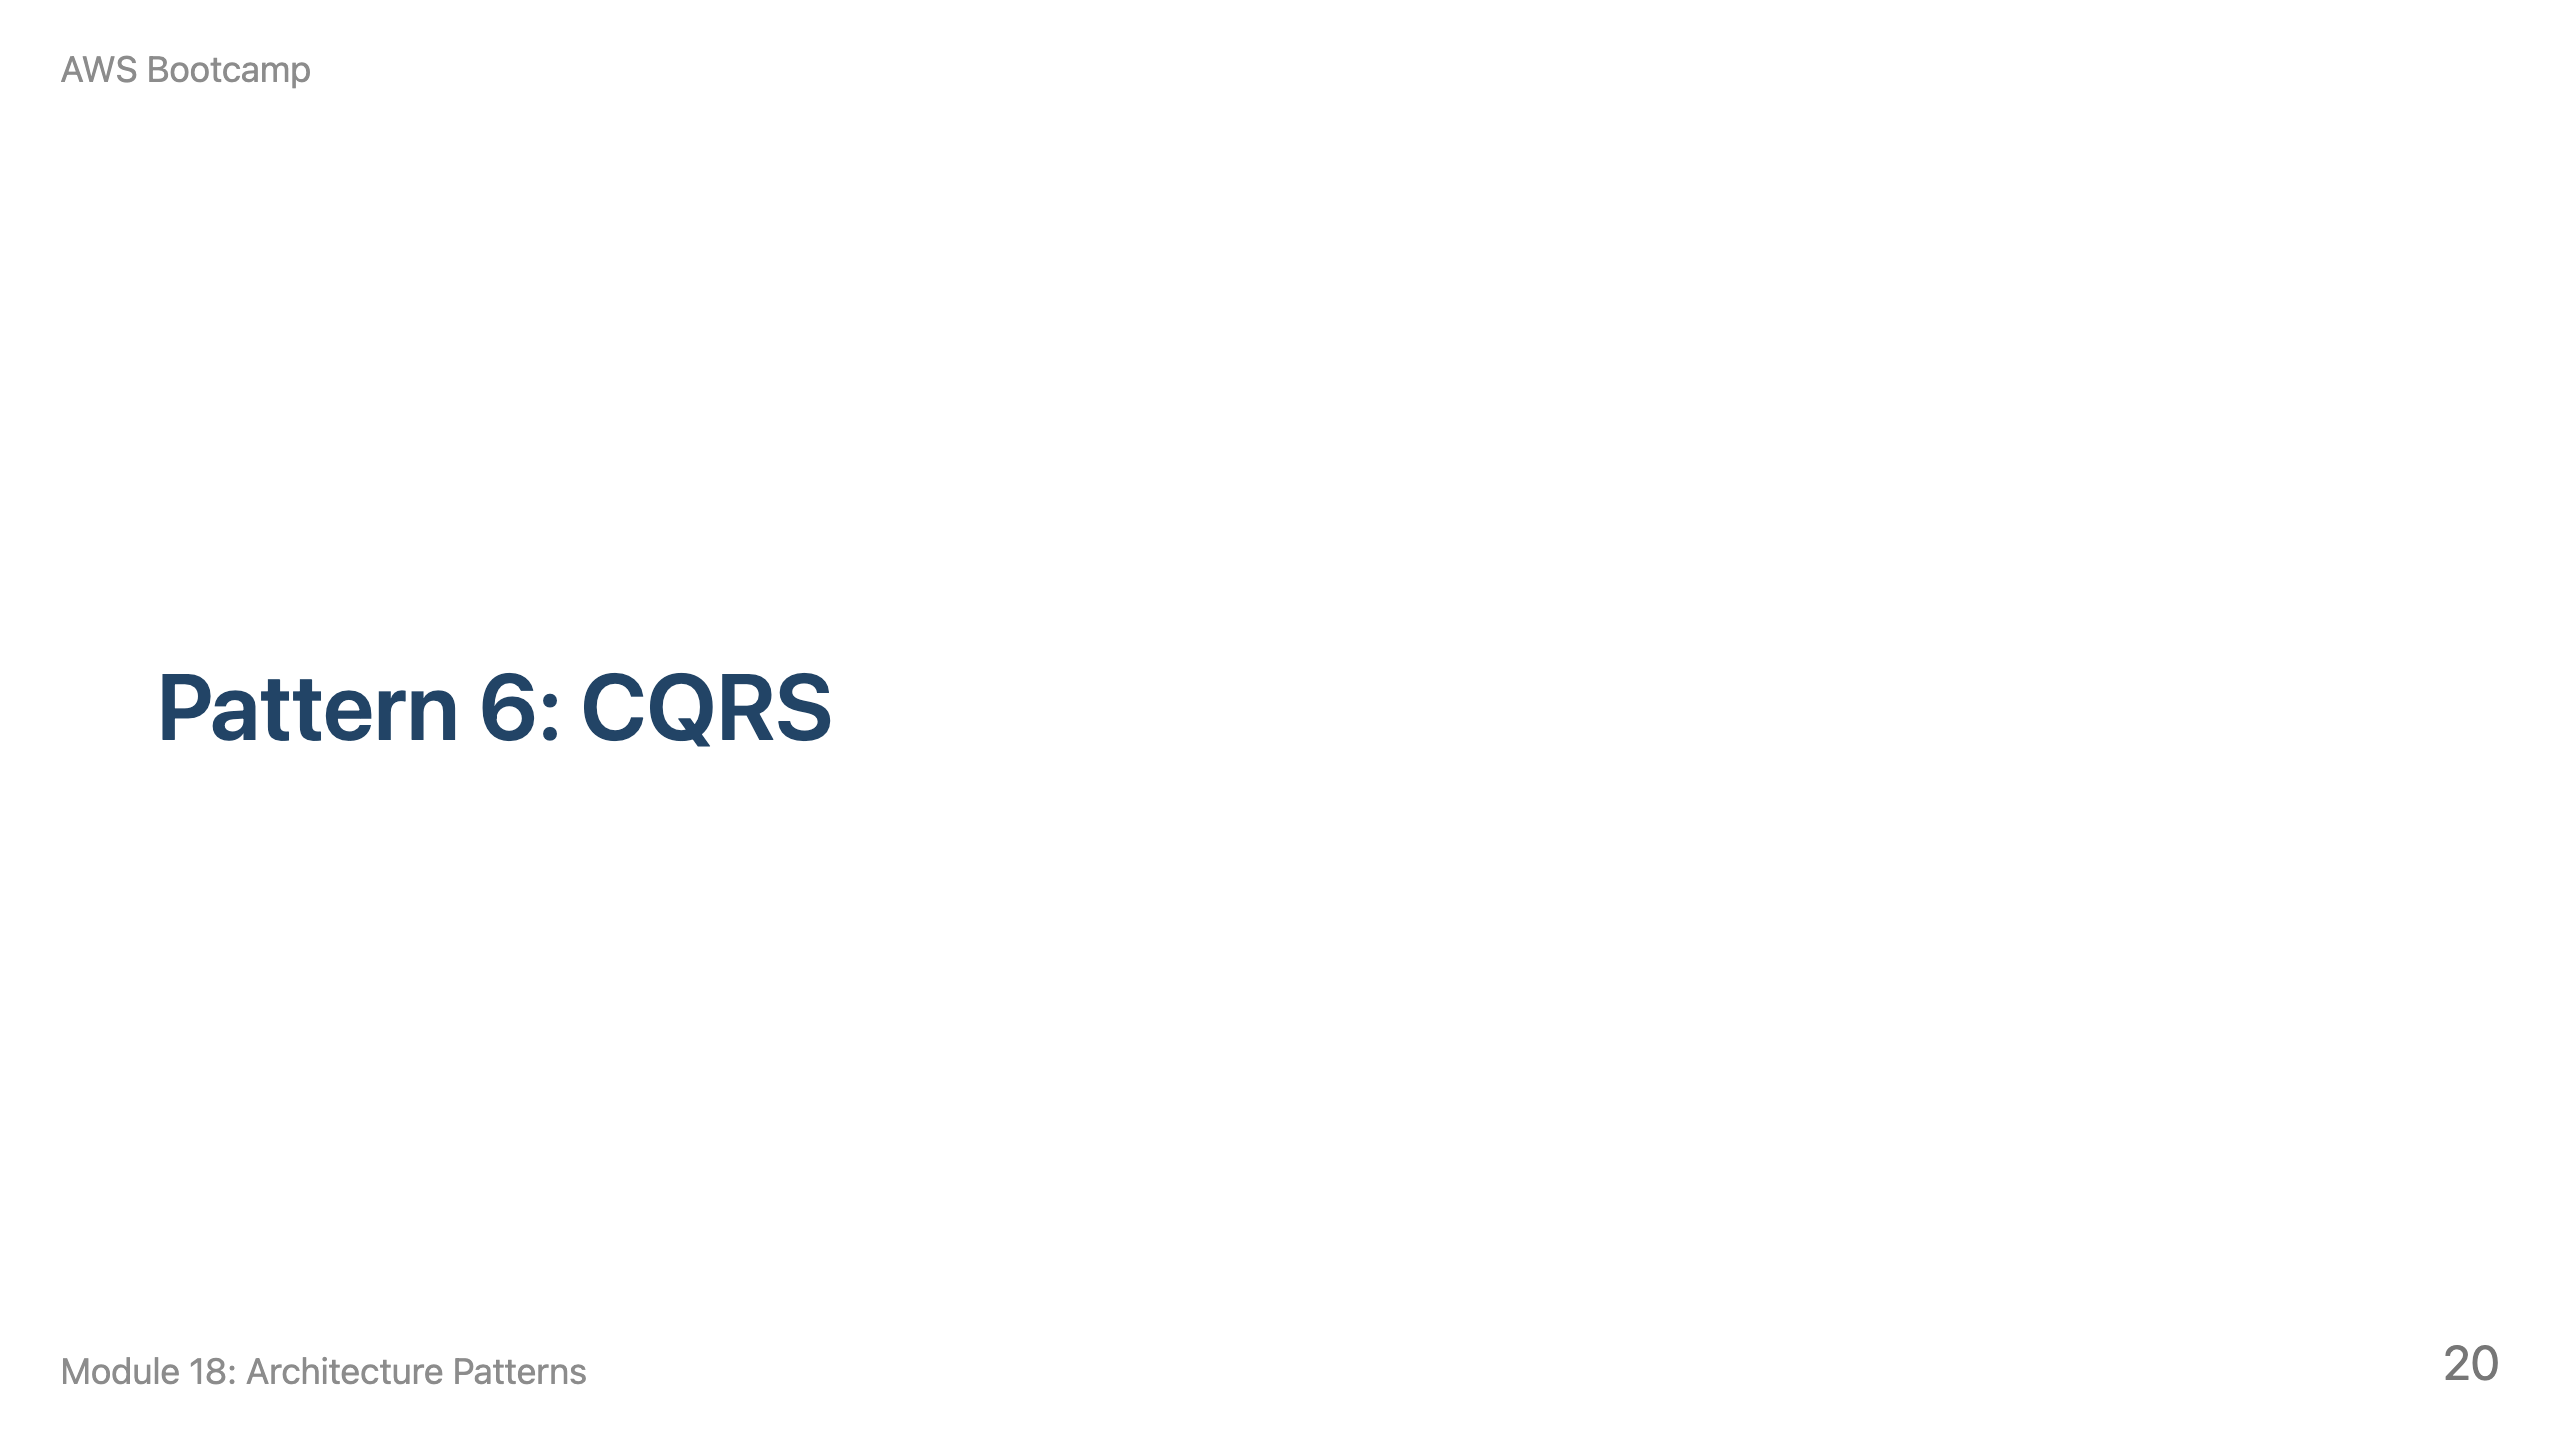 AWS Bootcamp
Pattern 6: CQRS
Module 18: Architecture Patterns
20